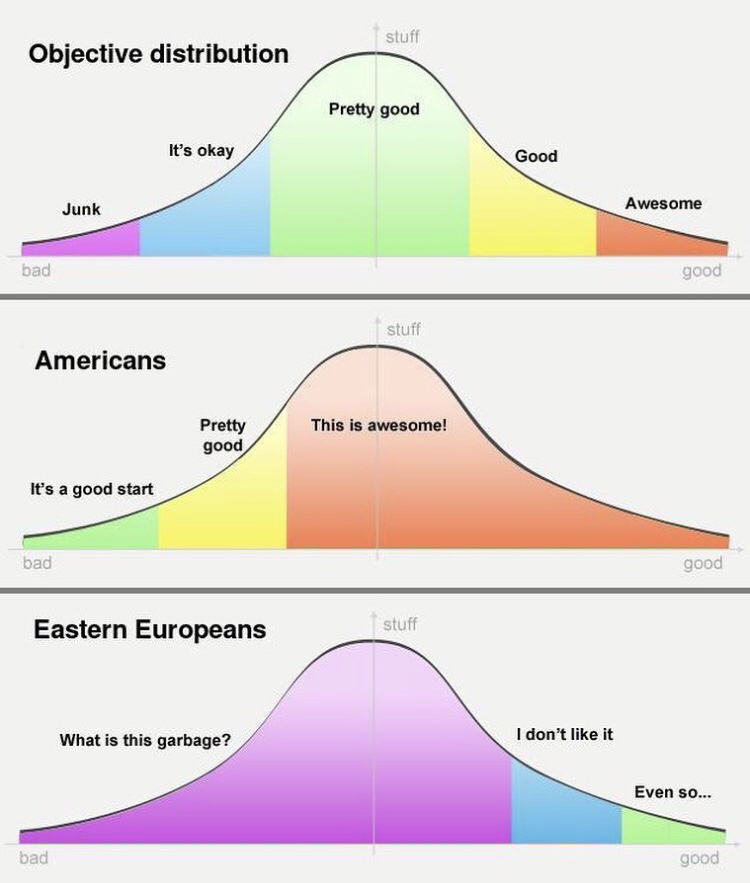 stuff
Objective distribution
Pretty good
It's okay
Good
Junk
Awesome
bad
good
stuff
Americans
Pretty
good
This is awesome!
It's a good start
bad
good
stuff
Eastern Europeans
What is this garbage?
I don't like it
Even so...
bad
good